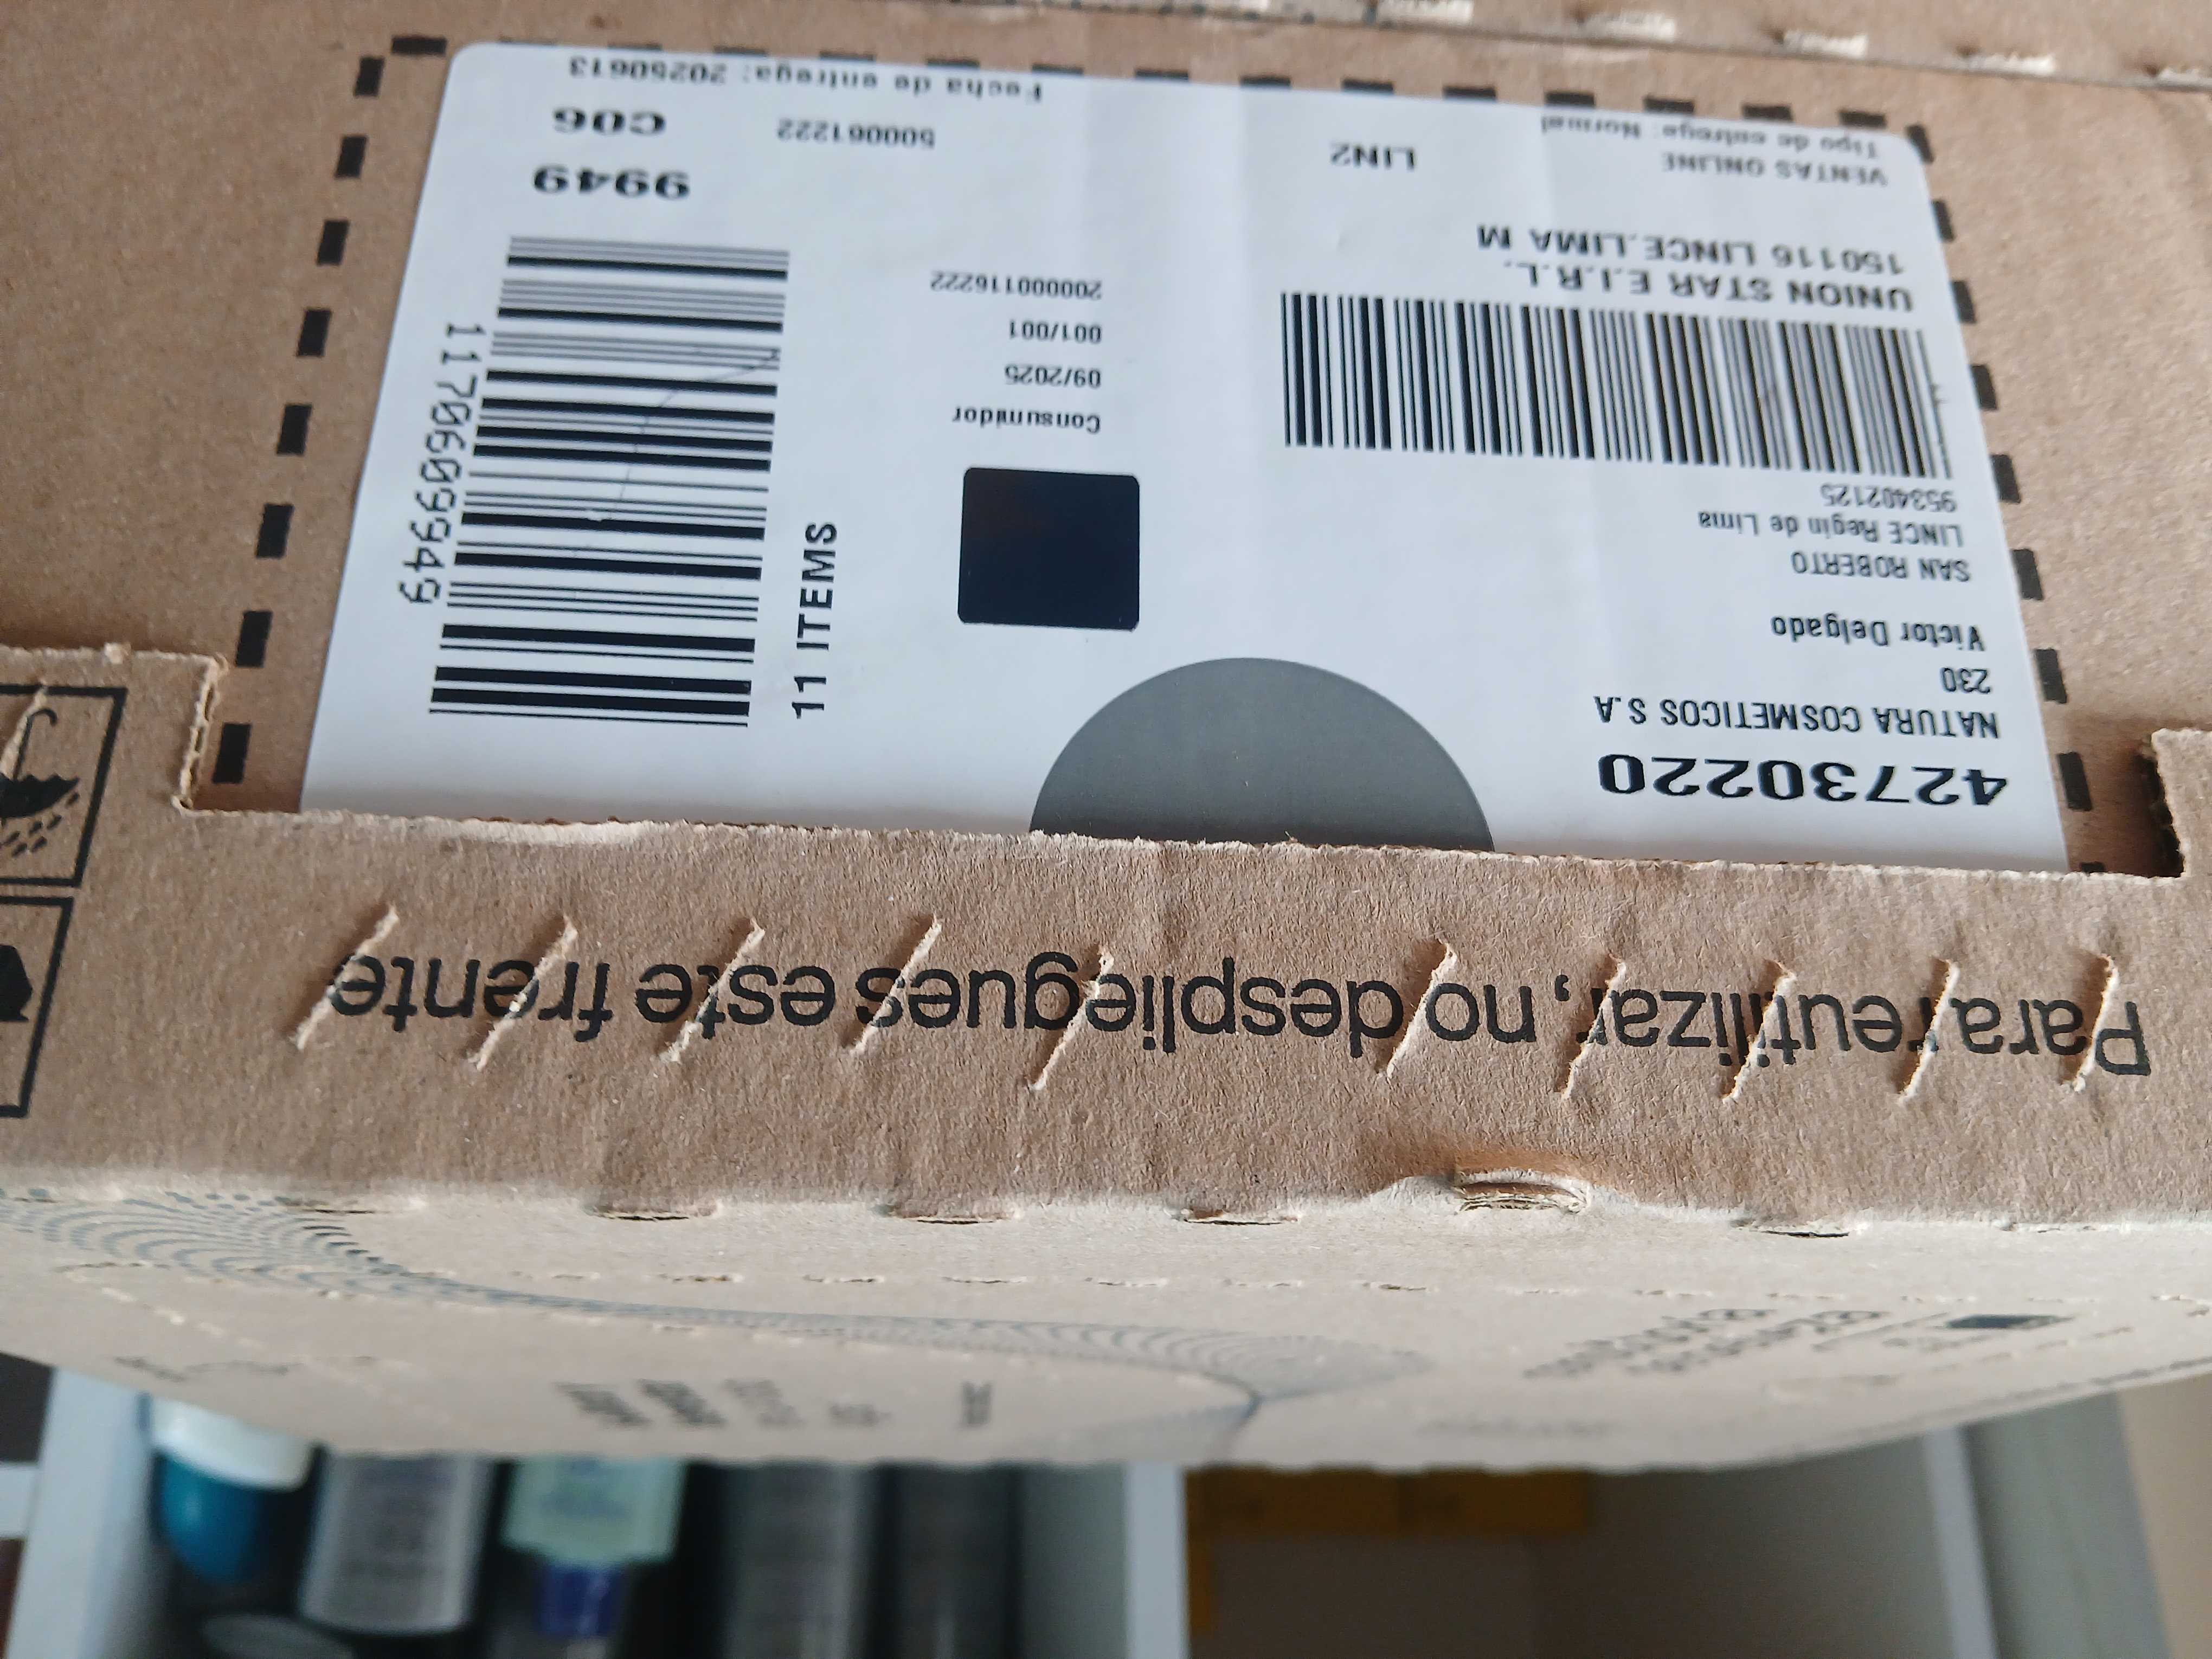 42730220
NATURA COSMETICOS S.A
230
Victor Delgado
SAN ROBERTO
LINCE Regin de Lima
953402125
UNION STAR E.I.R.L.
150116 LINCE.LIMA M
VENTAS ONLINE
LIN2
Tipo de entrega: Normal
Consumidor
09/2025
001/001
200000116222
11 ITEMS
11706099949
9949
500061222
C06
Fecha de entrega: 20250613
Para reutilizar, no despliegues este frente